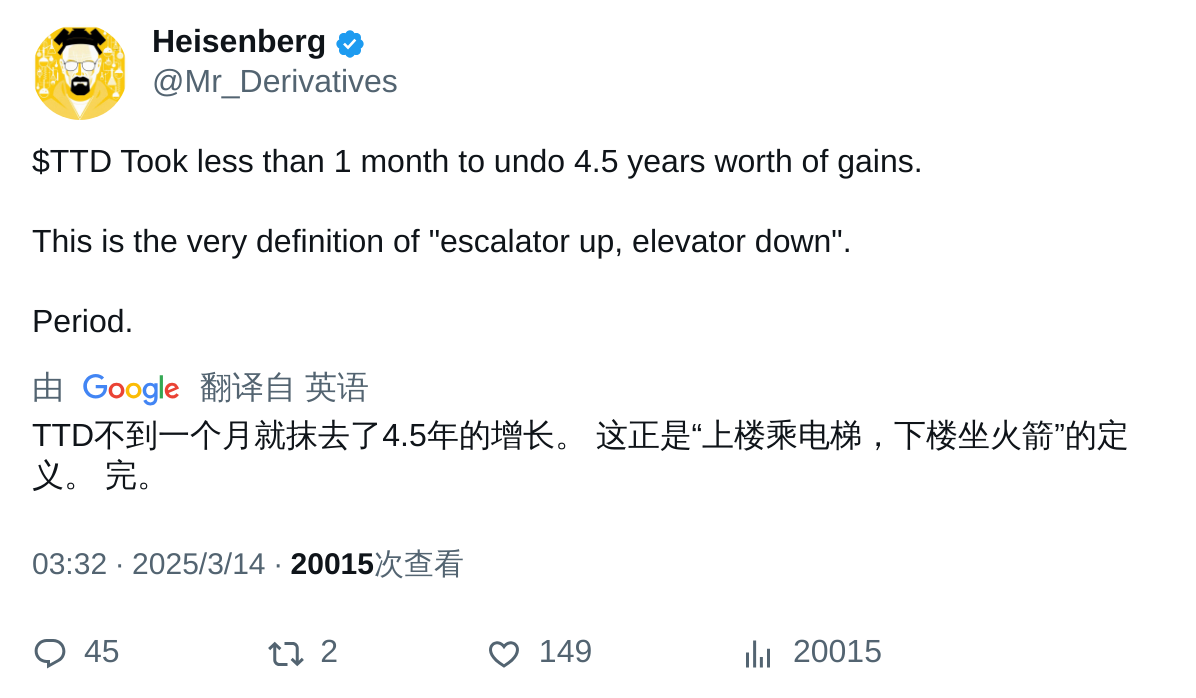 Heisenberg
@Mr_Derivatives
$TTD Took less than 1 month to undo 4.5 years worth of gains.
This is the very definition of "escalator up, elevator down".
Period.
由 Google 翻译自 英语
TTD不到一个月就抹去了4.5年的增长。 这正是“上楼乘电梯，下楼坐火箭”的定
义。 完。
03:32 · 2025/3/14 · 20015次查看
45 2 149 20015